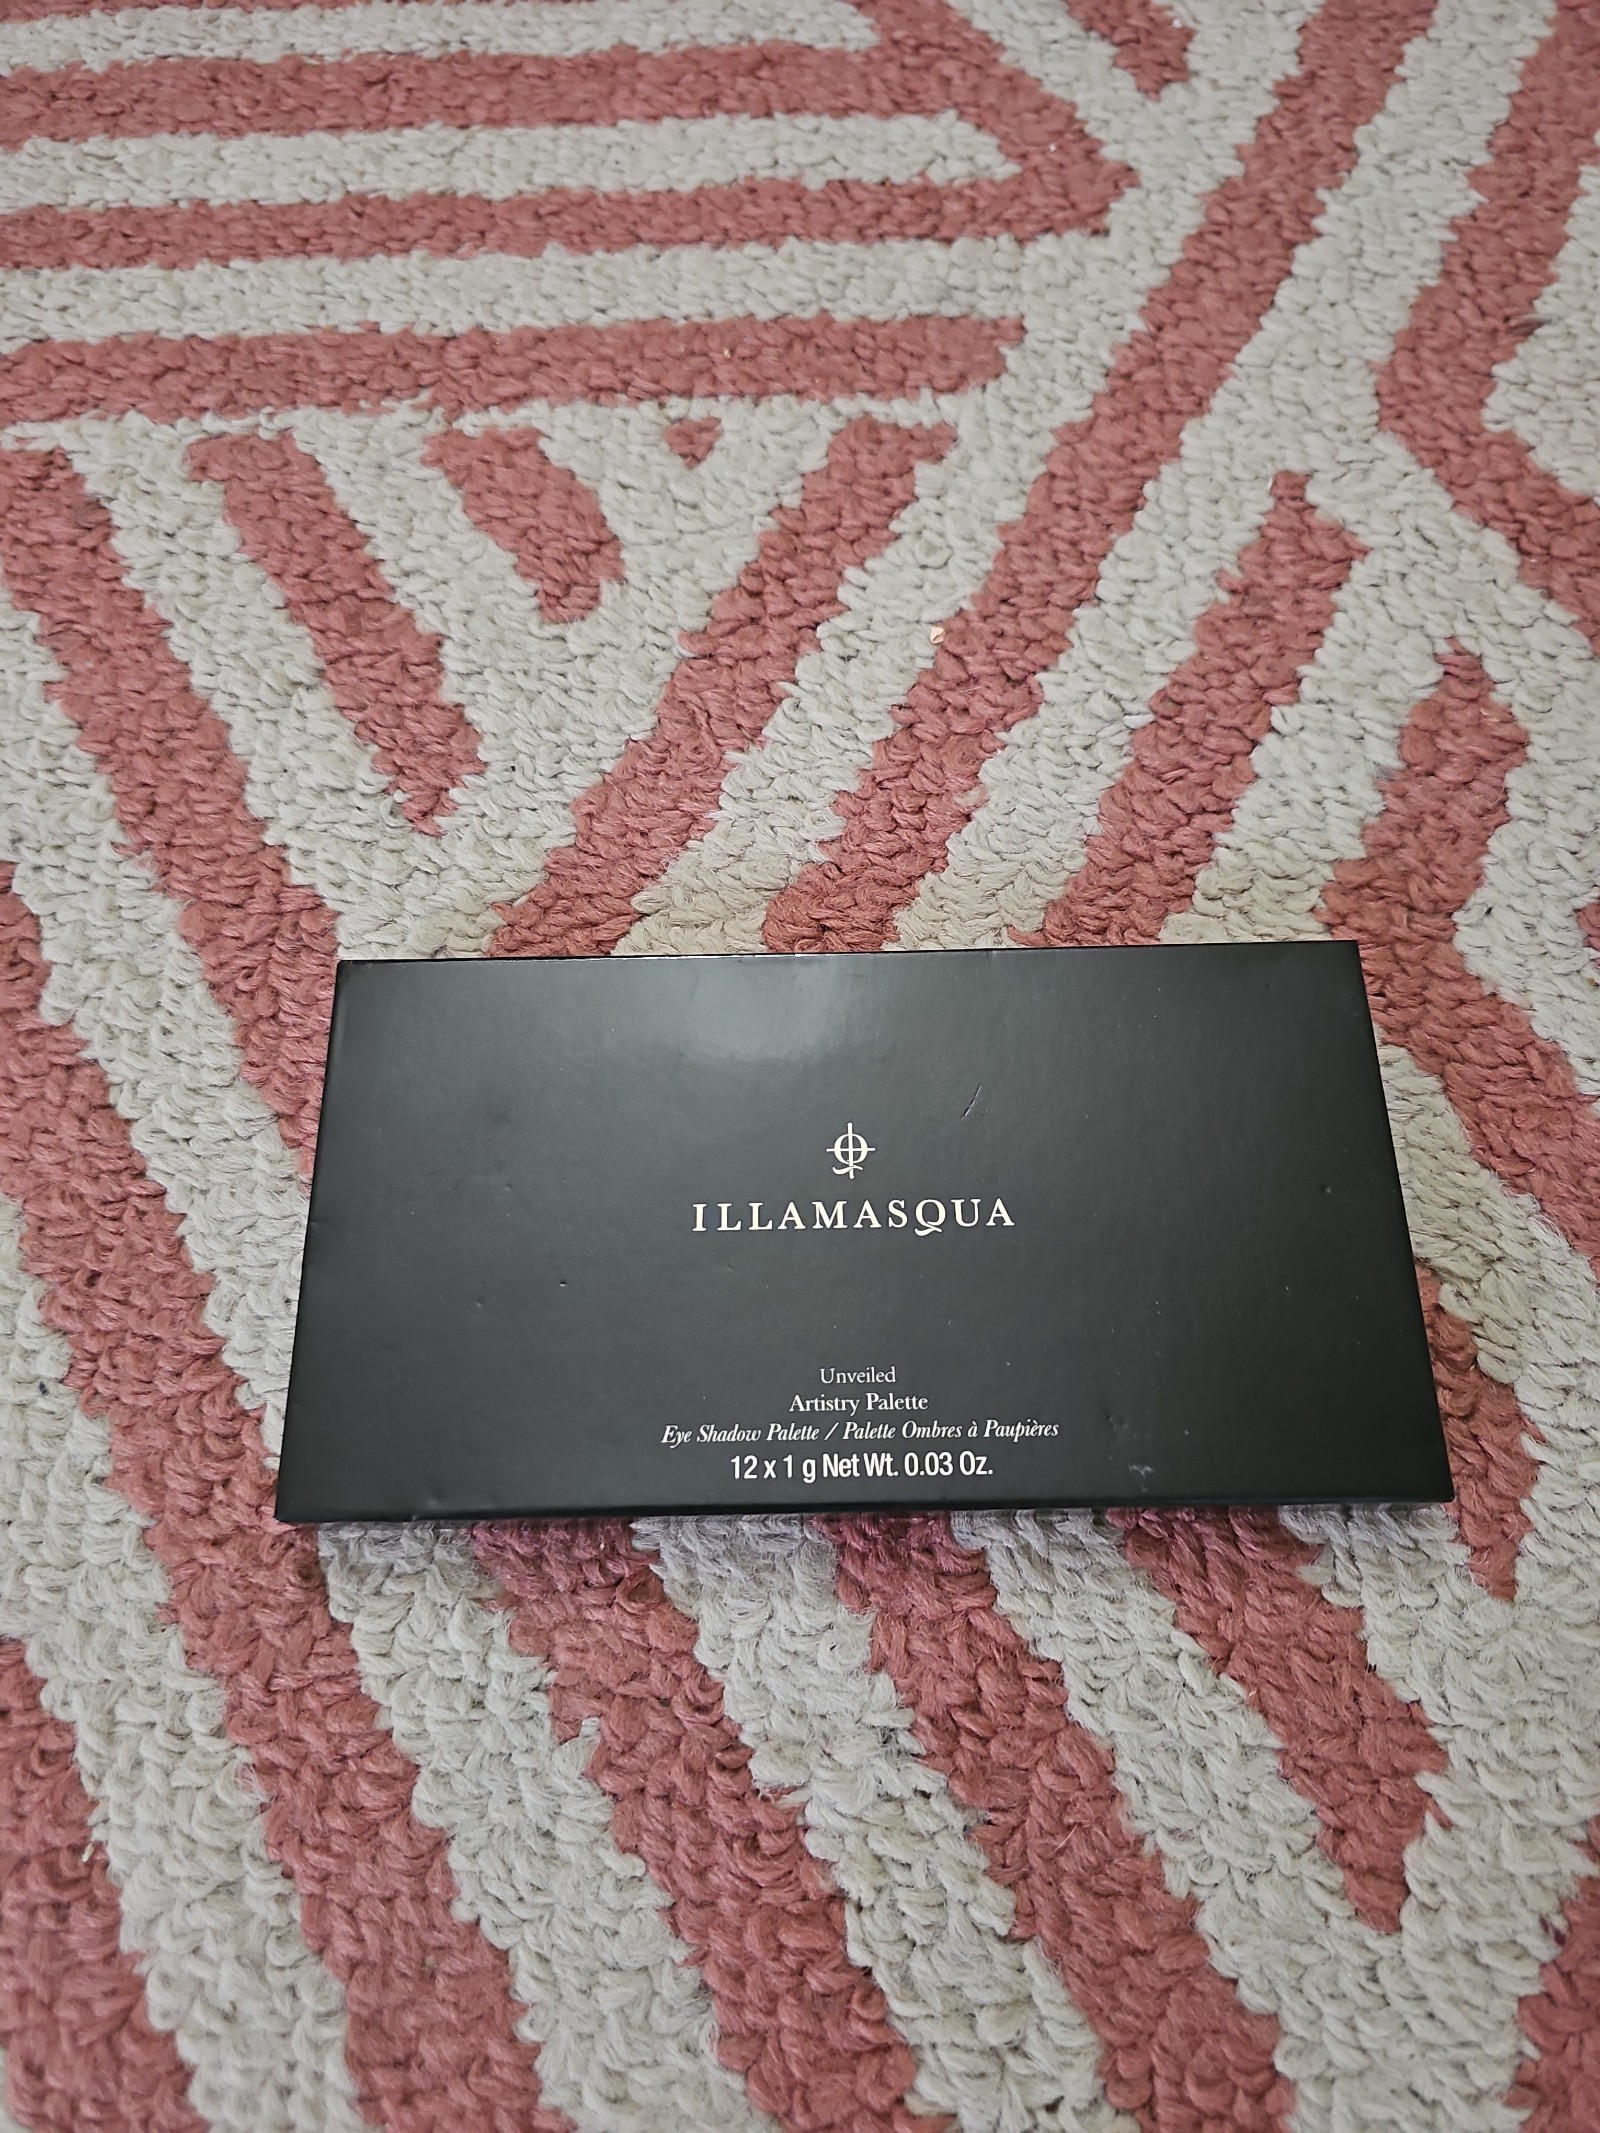 ILLAMASQUA
Unveiled
Artistry Palette
Eye Shadow Palette / Palette Ombres à Paupières
12 x 1 g Net Wt. 0.03 Oz.